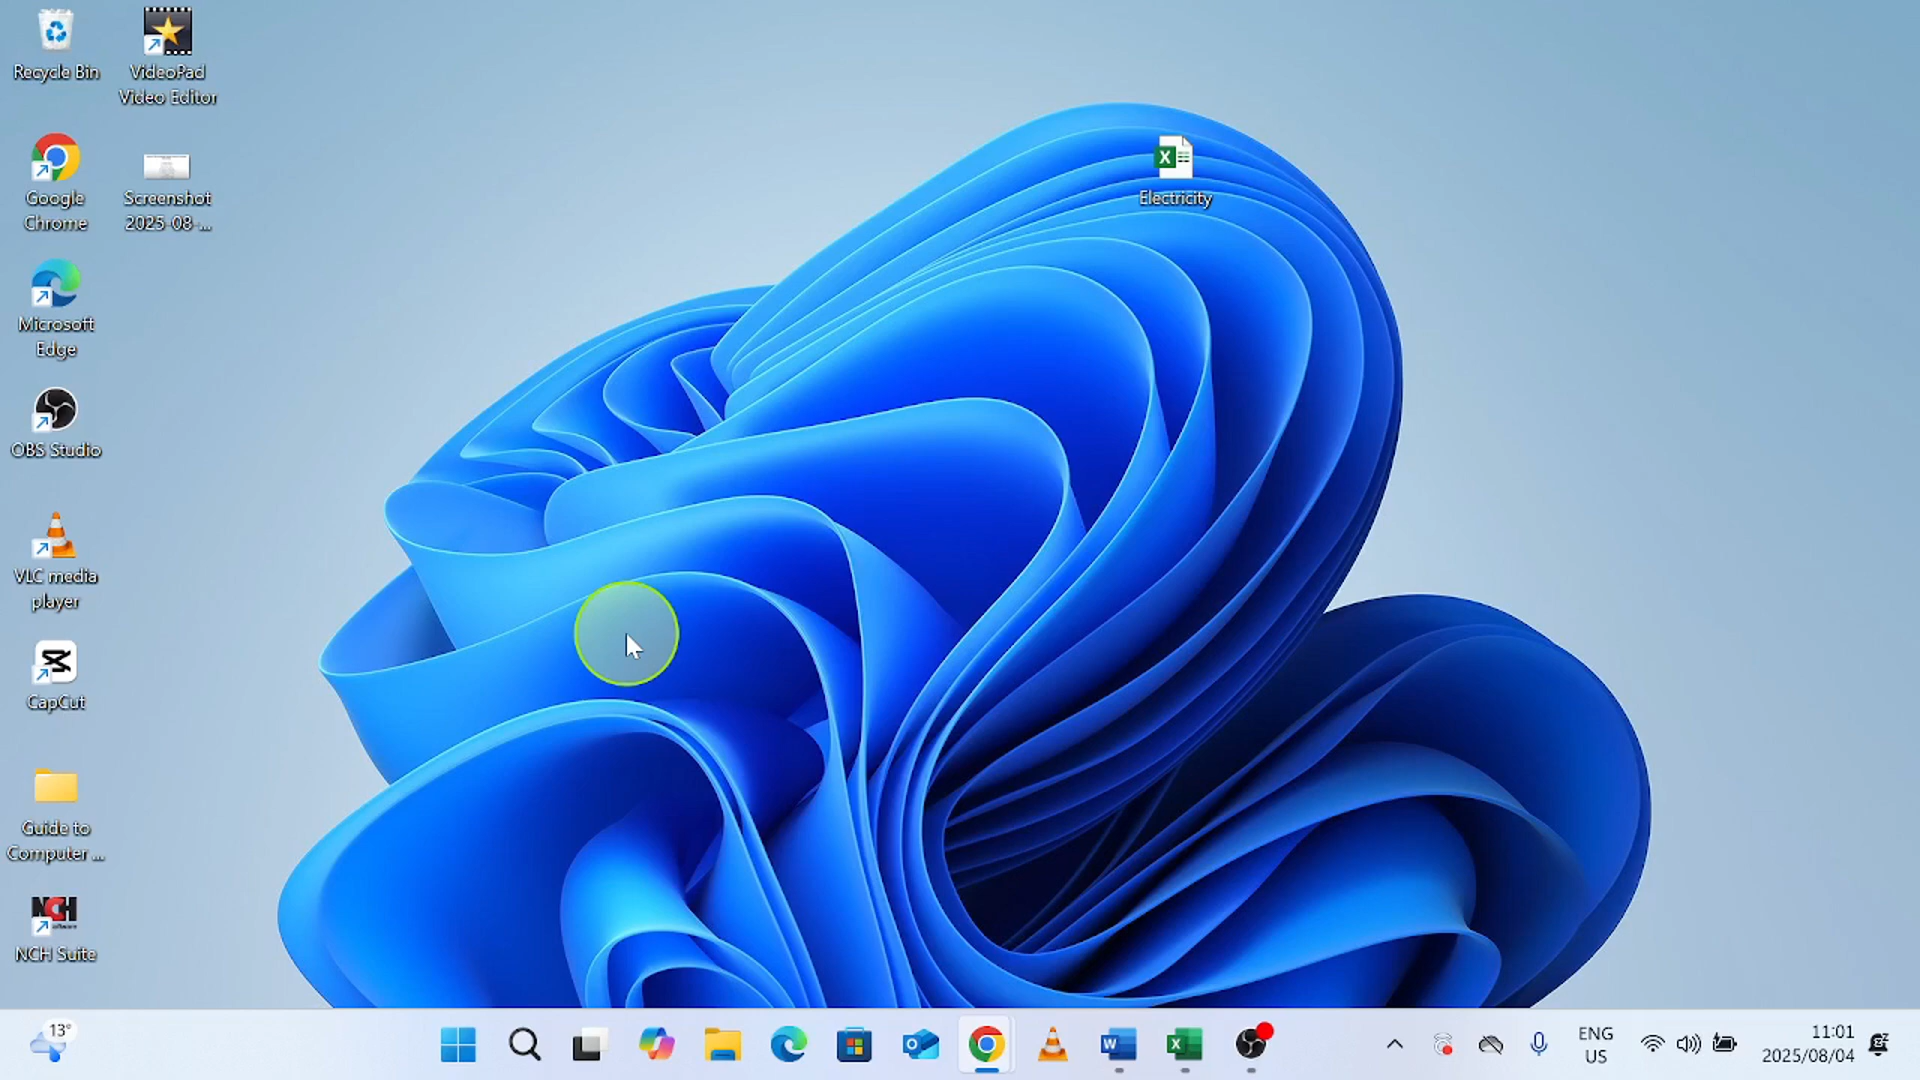 Recycle Bin
VideoPad
Video Editor
Google
Chrome
Screenshot
2025-08-...
Electricity
Microsoft
Edge
OBS Studio
VLC media
player
CapCut
Guide to
Computer ...
NCH
NCH Suite
13°
ENG
US
11:01
2025/08/04